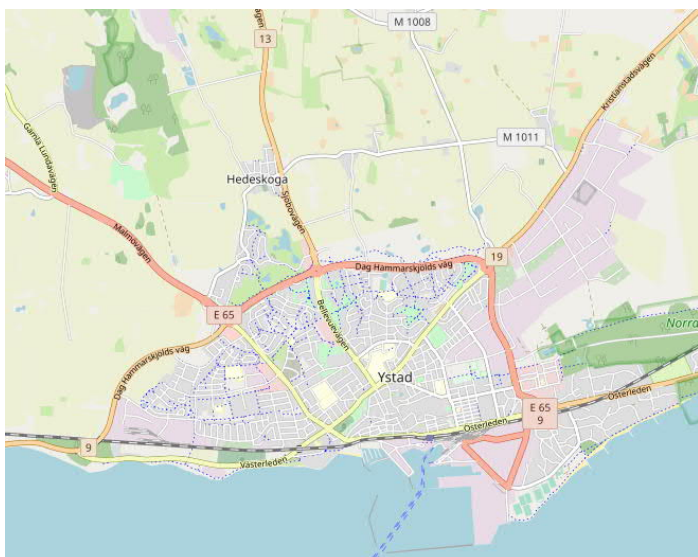 M 1008
13
Kristianstadsvägen
M 1011
Gamla Lundavägen
Hedeskoga
Sjöbovägen
Malmövägen
19
Dag Hammarskjölds väg
E 65
Bellevuevägen
Norra
Dag Hammarskjölds väg
Ystad
Österleden
E 65
9
Österleden
9
Västerleden